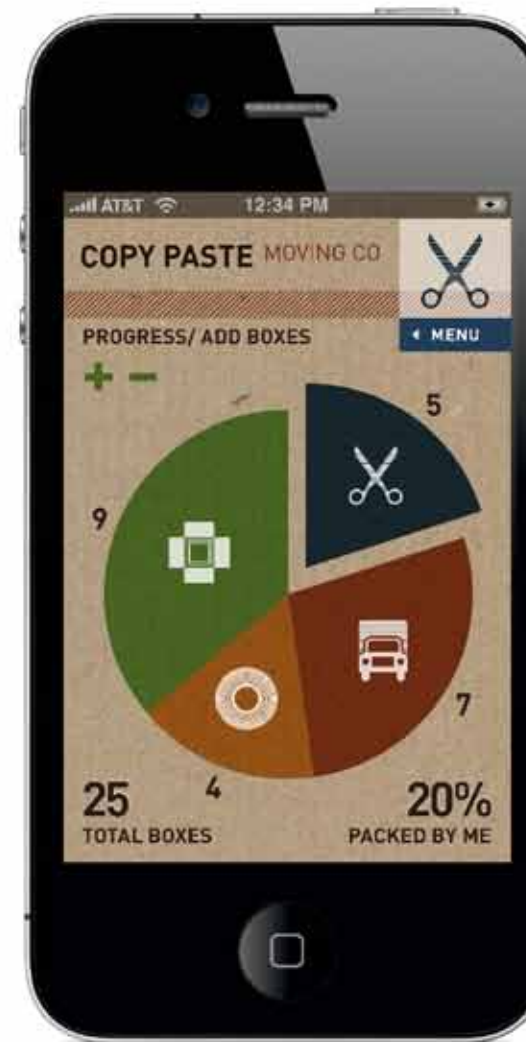 AT&T 12:34 PM
COPY PASTE MOVING CO
MENU
PROGRESS/ ADD BOXES
5
9
7
4
25 20%
TOTAL BOXES PACKED BY ME